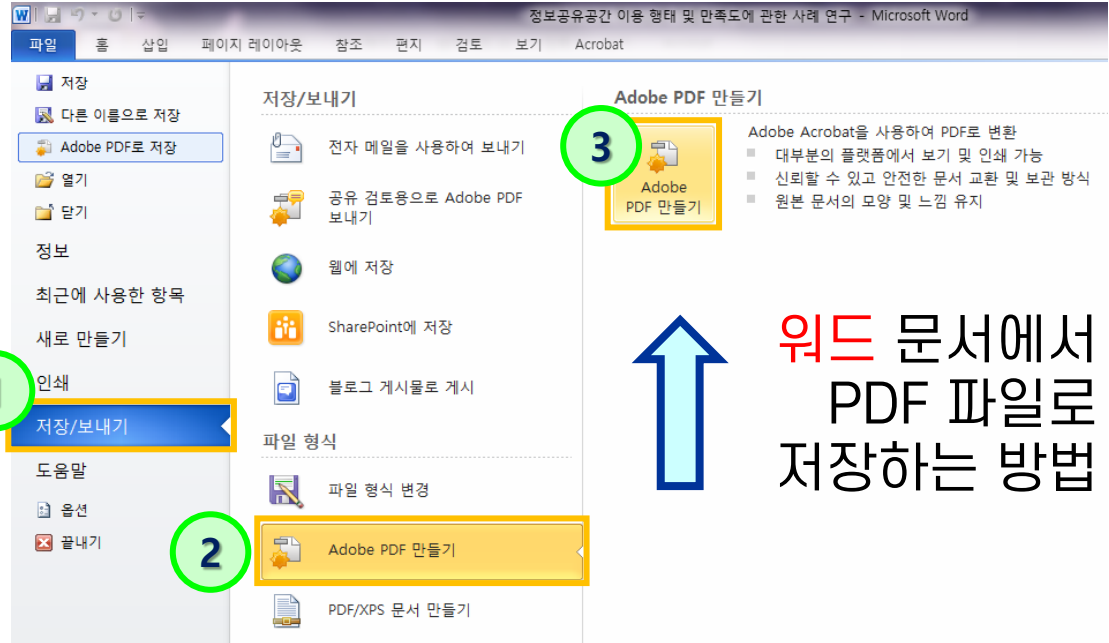 정보공유공간 이용 행태 및 만족도에 관한 사례 연구 - Microsoft Word
파일 홈 삽입 페이지 레이아웃 참조 편지 검토 보기 Acrobat
저장
다른 이름으로 저장
Adobe PDF로 저장
열기
닫기
정보
최근에 사용한 항목
새로 만들기
인쇄
저장/보내기
도움말
옵션
끝내기
저장/보내기
전자 메일을 사용하여 보내기
공유 검토용으로 Adobe PDF
보내기
웹에 저장
SharePoint에 저장
블로그 게시물로 게시
파일 형식
파일 형식 변경
2
Adobe PDF 만들기
PDF/XPS 문서 만들기
Adobe PDF 만들기
3
Adobe
PDF 만들기
Adobe Acrobat을 사용하여 PDF로 변환
대부분의 플랫폼에서 보기 및 인쇄 가능
신뢰할 수 있고 안전한 문서 교환 및 보관 방식
원본 문서의 모양 및 느낌 유지
워드 문서에서
PDF 파일로
저장하는 방법